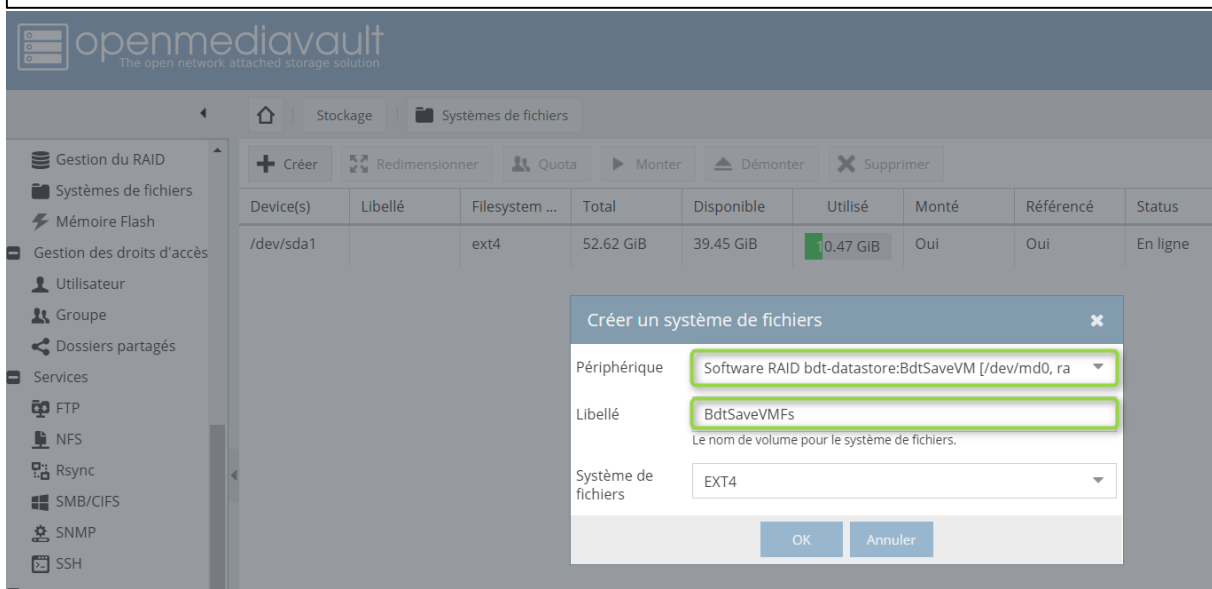 openmediavault
The open network attached storage solution
Stockage
Systèmes de fichiers
Gestion du RAID
Systèmes de fichiers
Mémoire Flash
Gestion des droits d'accès
Utilisateur
Groupe
Dossiers partagés
Services
FTP
NFS
Rsync
SMB/CIFS
SNMP
SSH
Créer Redimensionner Quota Monter Démonter Supprimer
Device(s) Libellé Filesystem ... Total Disponible Utilisé Monté Référencé Status
/dev/sda1 ext4 52.62 GiB 39.45 GiB 10.47 GiB Oui Oui En ligne
Créer un système de fichiers
Périphérique Software RAID bdt-datastore:BdtSaveVM [/dev/md0, ra
Libellé BdtSaveVMFs
Le nom de volume pour le système de fichiers.
Système de
fichiers
EXT4
OK Annuler